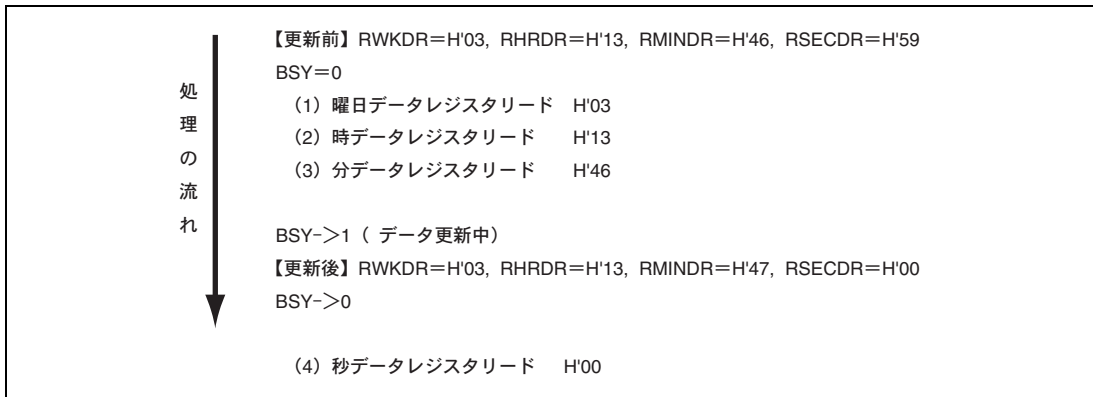 【更新前】RWKDR＝H'03, RHRDR＝H'13, RMINDR＝H'46, RSECDR＝H'59
BSY＝0
処理の流れ
（1）曜日データレジスタリード　H'03
（2）時データレジスタリード　H'13
（3）分データレジスタリード　H'46
BSY-＞1（ データ更新中）
【更新後】RWKDR＝H'03, RHRDR＝H'13, RMINDR＝H'47, RSECDR＝H'00
BSY-＞0
（4）秒データレジスタリード　H'00